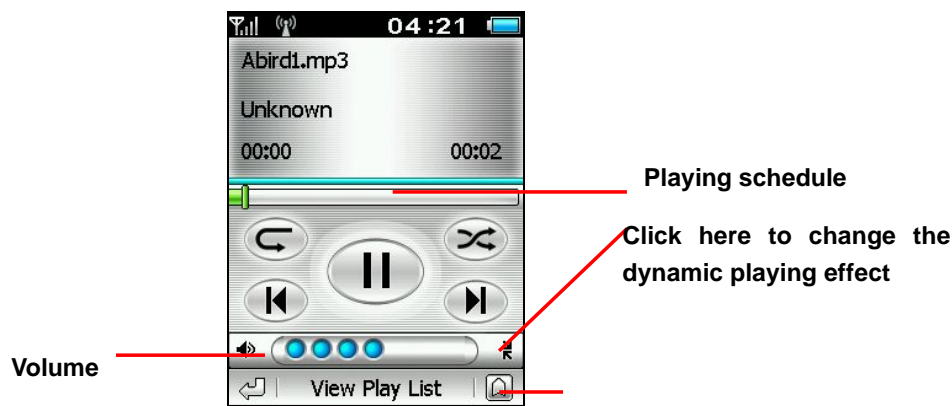 04:21
Abird1.mp3
Unknown
00:00 00:02
Playing schedule
Click here to change the
dynamic playing effect
Volume
View Play List